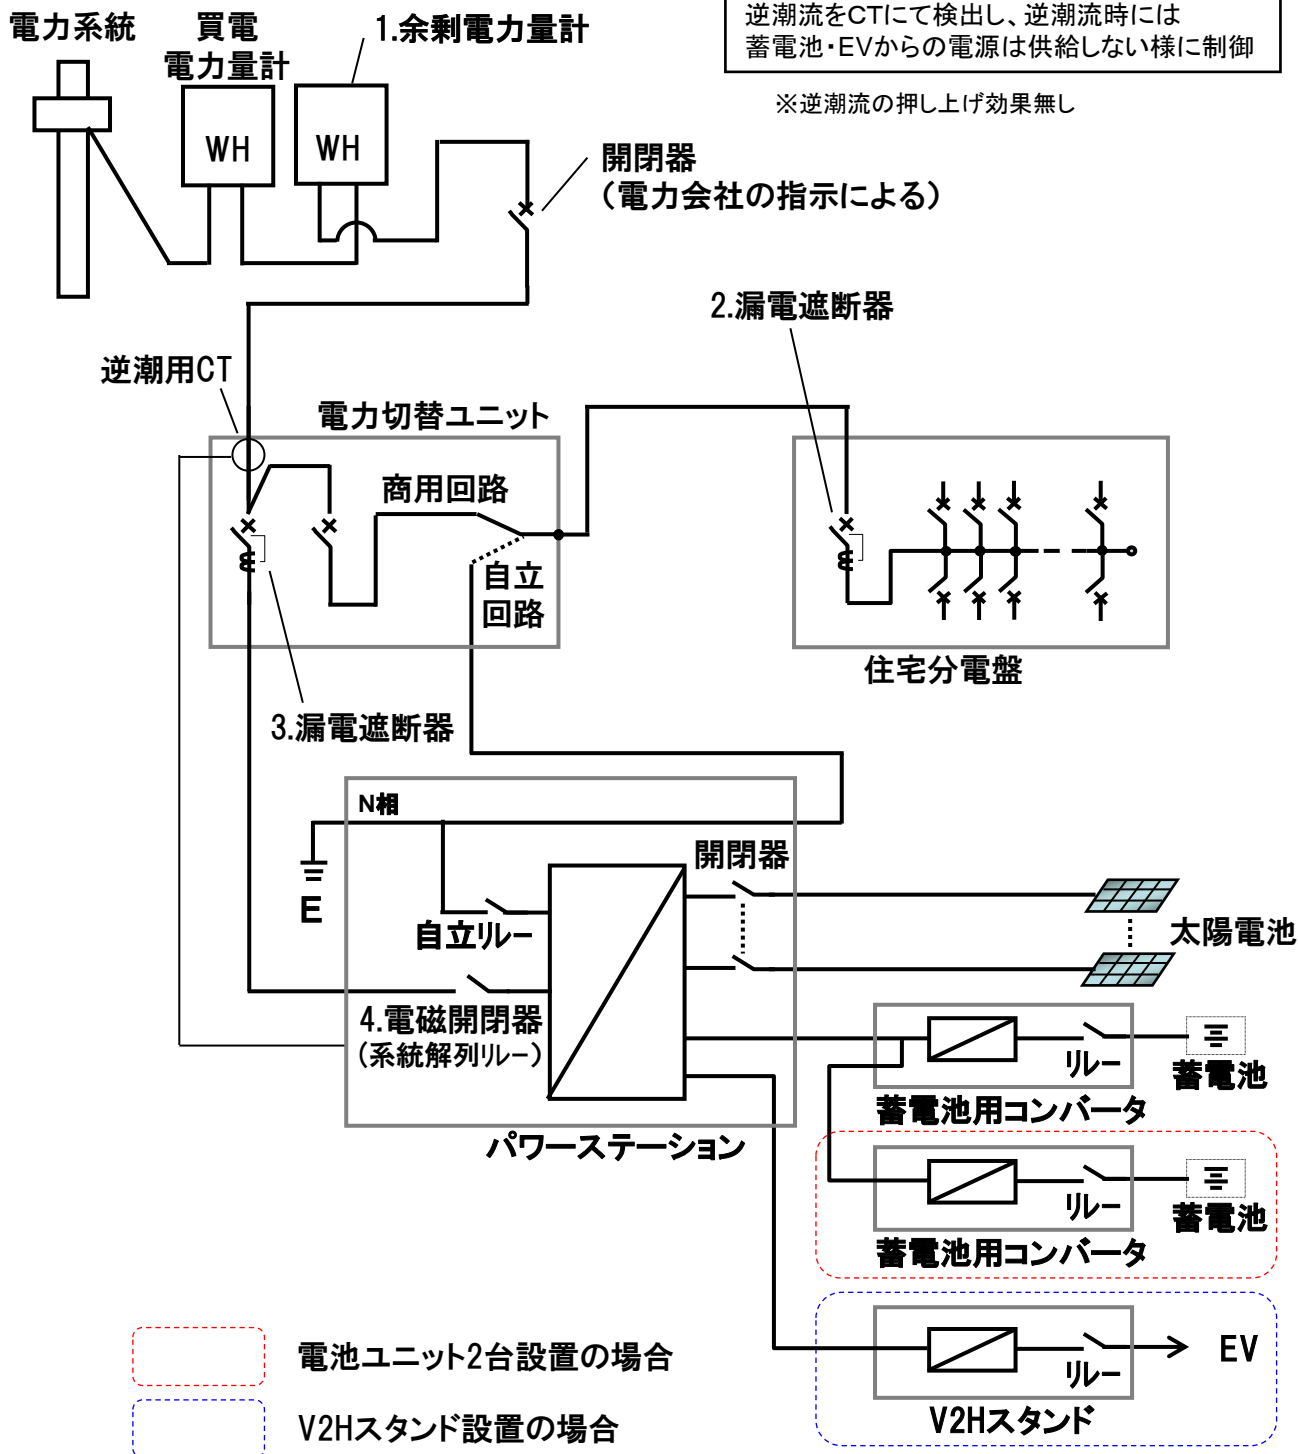 逆潮流をCTにて検出し、逆潮流時には
蓄電池・EVからの電源は供給しない様に制御
※逆潮流の押し上げ効果無し
電力系統
買電
電力量計
1.余剰電力量計
WH
WH
開閉器
（電力会社の指示による）
2.漏電遮断器
逆潮用CT
電力切替ユニット
商用回路
自立
回路
住宅分電盤
3.漏電遮断器
N相
開閉器
E
自立リレー
太陽電池
4.電磁開閉器
（系統解列リレー）
リレー
蓄電池
蓄電池用コンバータ
パワーステーション
リレー
蓄電池
蓄電池用コンバータ
電池ユニット2台設置の場合
EV
リレー
V2Hスタンド
V2Hスタンド設置の場合